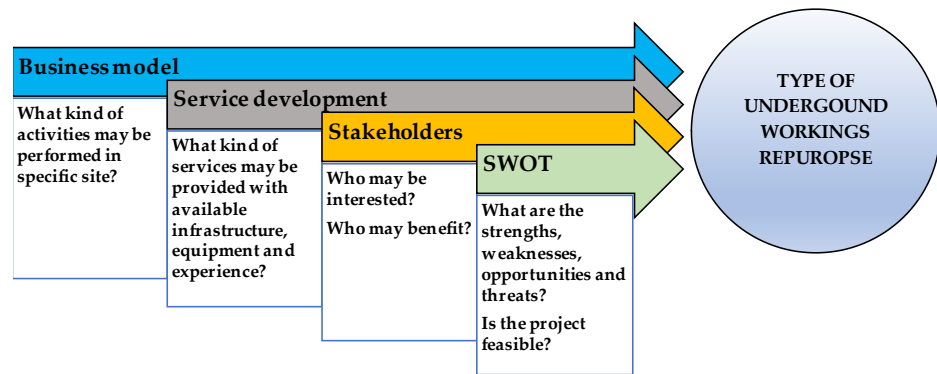 Business model
What kind of
activities may be
performed in
specific site?
Service development
What kind of
services may be
provided with
available
infrastructure,
equipment and
experience?
Stakeholders
Who may be
interested?
Who may benefit?
SWOT
What are the
strengths,
weaknesses,
opportunities and
threats?
Is the project
feasible?
TYPE OF
UNDERGOUND
WORKINGS
REPUROPSE